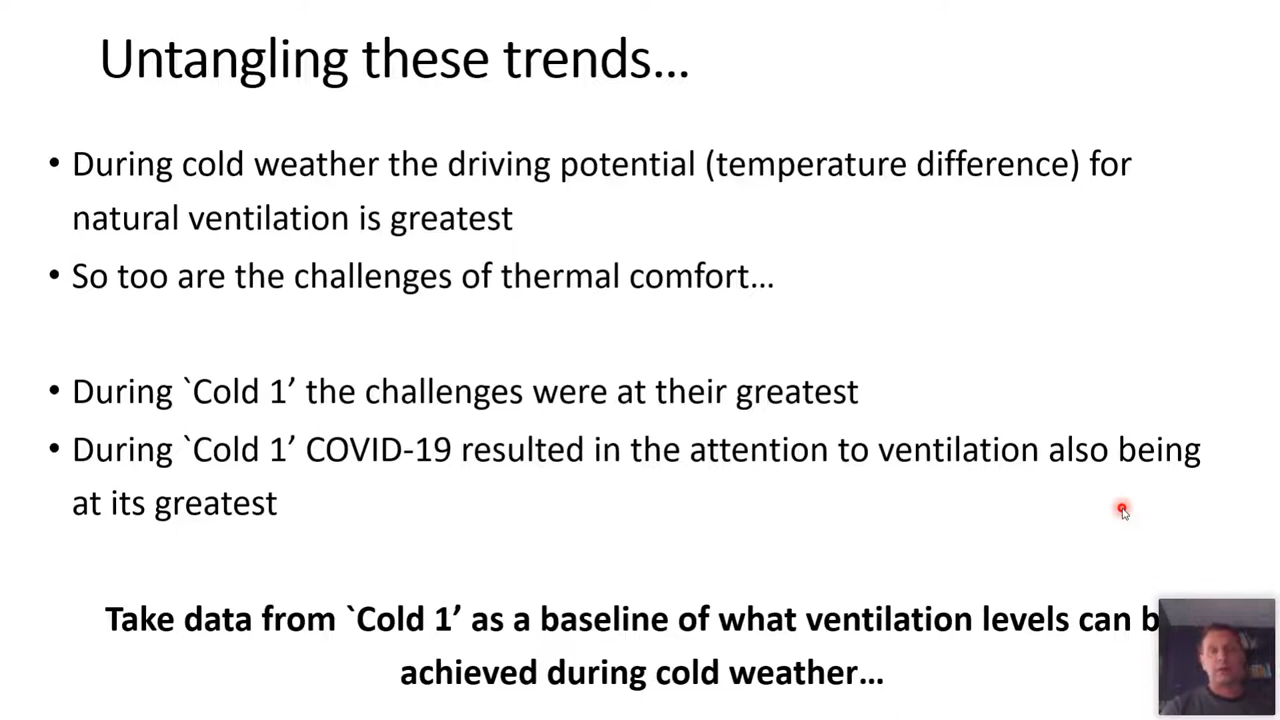 Untangling these trends...
• During cold weather the driving potential (temperature difference) for
natural ventilation is greatest
• So too are the challenges of thermal comfort...
• During `Cold 1’ the challenges were at their greatest
• During `Cold 1’ COVID-19 resulted in the attention to ventilation also being
at its greatest
Take data from `Cold 1’ as a baseline of what ventilation levels can b
achieved during cold weather...